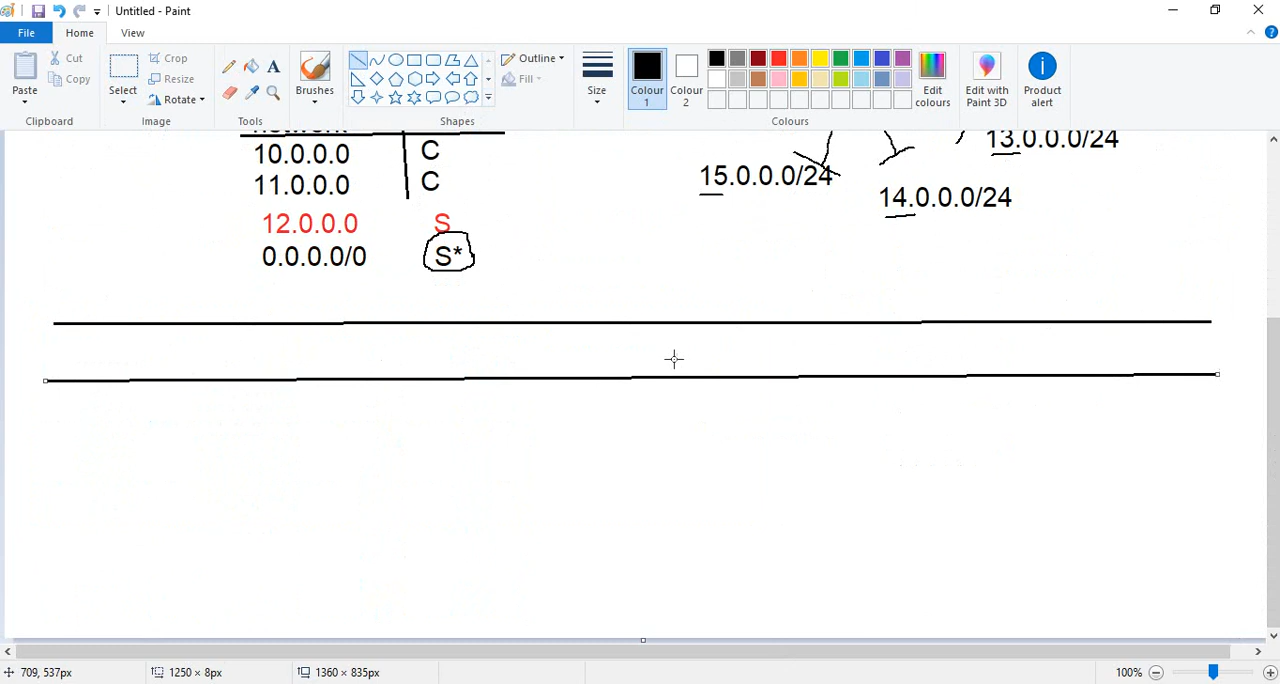 Untitled - Paint
File
Home
View
Paste
Cut
Copy
Clipboard
Select
Crop
Resize
Rotate
Image
Tools
Brushes
Shapes
Outline
Fill
Size
Colour 1
Colour 2
Edit colours
Colours
Edit with Paint 3D
Product alert
network
10.0.0.0 C
11.0.0.0 C
12.0.0.0 S
0.0.0.0/0 S*
13.0.0.0/24
15.0.0.0/24
14.0.0.0/24
709, 537px
1250 × 8px
1360 × 835px
100%